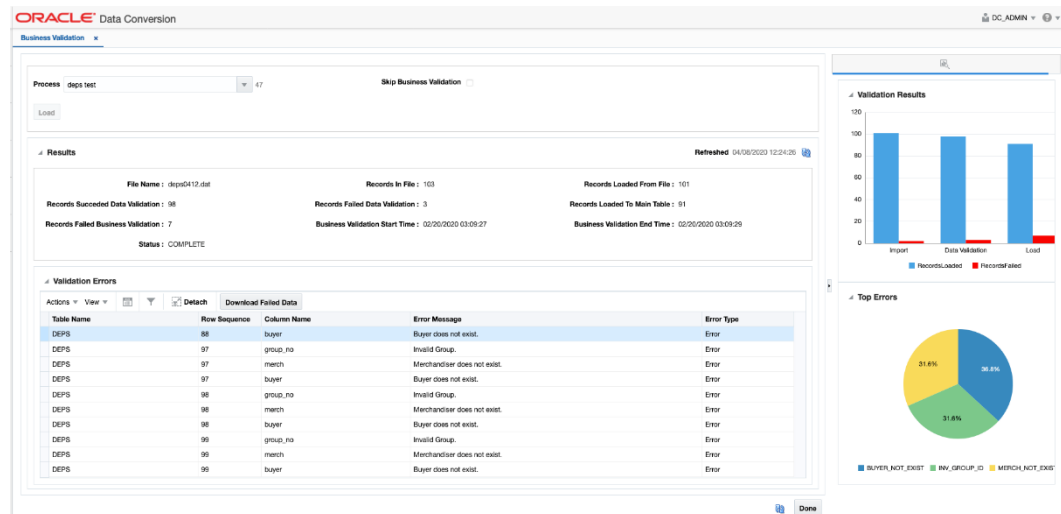 ORACLE® Data Conversion
DC_ADMIN
Business Validation ×
Process deps test 47
Skip Business Validation
Load
Results
Refreshed 04/08/2020 12:24:26
File Name : deps0412.dat
Records In File : 103
Records Loaded From File : 101
Records Succeded Data Validation : 98
Records Failed Data Validation : 3
Records Loaded To Main Table : 91
Records Failed Business Validation : 7
Business Validation Start Time : 02/20/2020 03:09:27
Business Validation End Time : 02/20/2020 03:09:29
Status : COMPLETE
Validation Errors
Actions View Detach Download Failed Data
Table Name Row Sequence Column Name Error Message Error Type
DEPS 88 buyer Buyer does not exist. Error
DEPS 97 group_no Invalid Group. Error
DEPS 97 merch Merchandiser does not exist. Error
DEPS 97 buyer Buyer does not exist. Error
DEPS 98 group_no Invalid Group. Error
DEPS 98 merch Merchandiser does not exist. Error
DEPS 98 buyer Buyer does not exist. Error
DEPS 99 group_no Invalid Group. Error
DEPS 99 merch Merchandiser does not exist. Error
DEPS 99 buyer Buyer does not exist. Error
Done
Validation Results
120
100
80
60
40
20
0
Import Data Validation Load
RecordsLoaded RecordsFailed
Top Errors
31.6%
36.8%
31.6%
BUYER_NOT_EXIST INV_GROUP_ID MERCH_NOT_EXIS